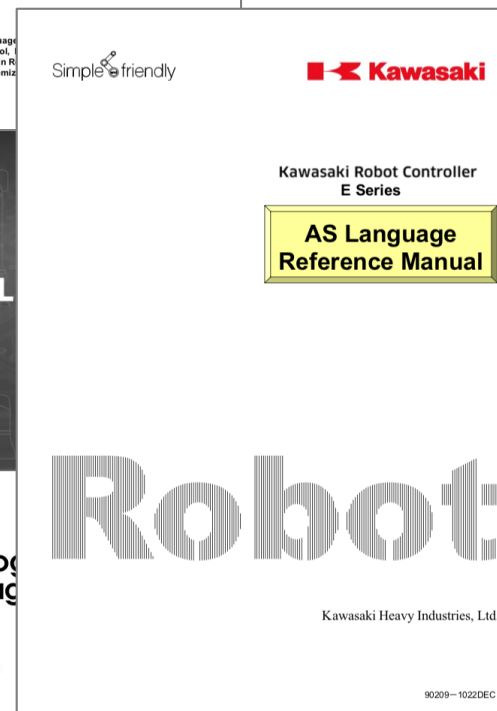 Simple friendly
Kawasaki
Kawasaki Robot Controller
E Series
AS Language
Reference Manual
Robot
Kawasaki Heavy Industries, Ltd
90209-1022DEC